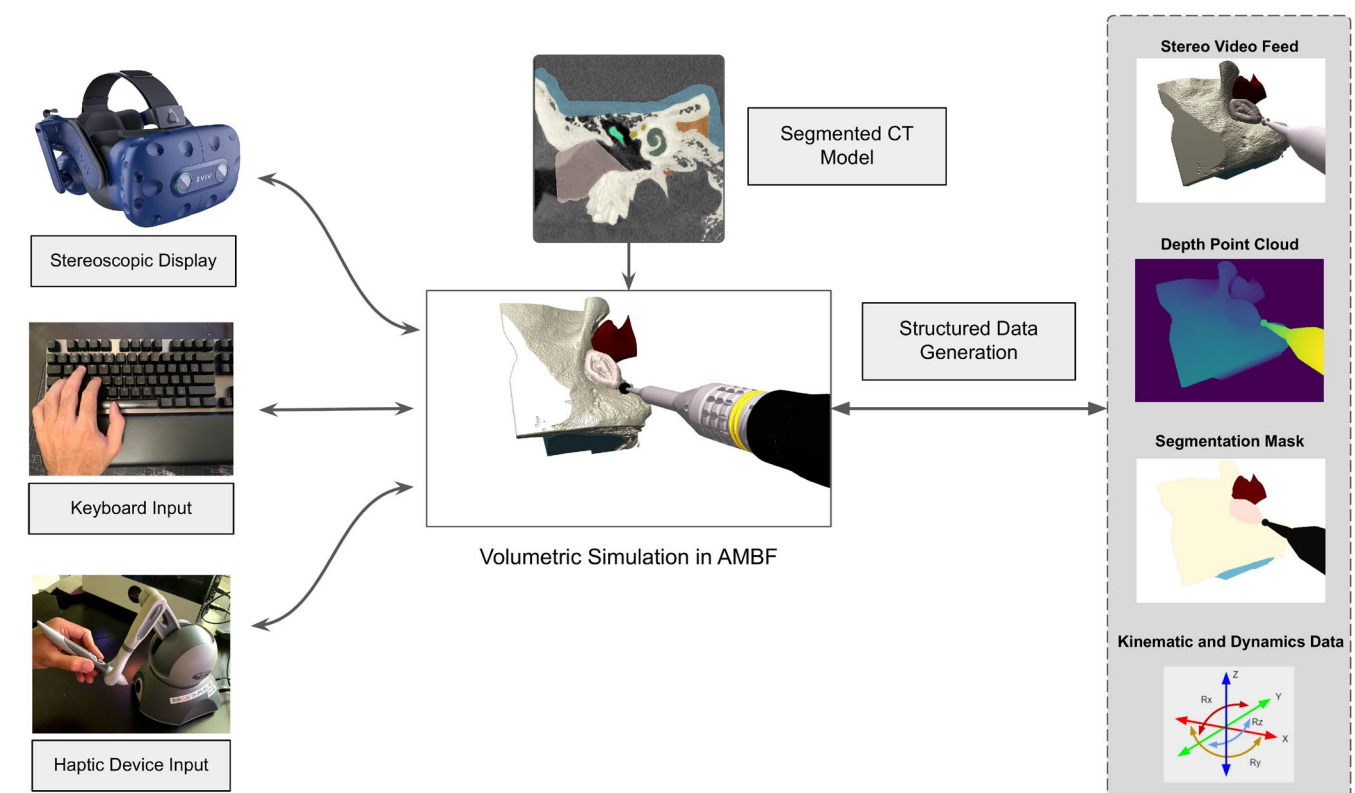 Stereo Video Feed
Segmented CT
Model
VIVE
Stereoscopic Display
Depth Point Cloud
Structured Data
Generation
Segmentation Mask
Keyboard Input
Volumetric Simulation in AMBF
Kinematic and Dynamics Data
Z
Y
Rx
Rz
X
Ry
Haptic Device Input